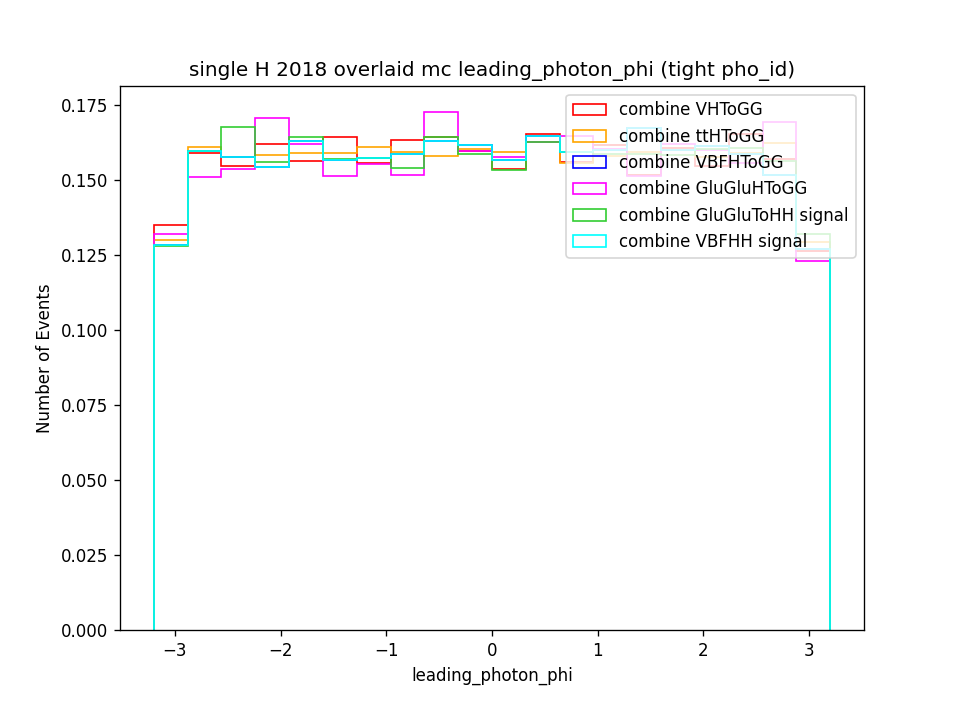 single H 2018 overlaid mc leading_photon_phi (tight pho_id)
combine VHToGG
combine ttHToGG
combine VBFHToGG
combine GluGluHToGG
combine GluGluToHH signal
combine VBFHH signal
0.175
0.150
0.125
0.100
0.075
0.050
0.025
0.000
Number of Events
−3 −2 −1 0 1 2 3
leading_photon_phi